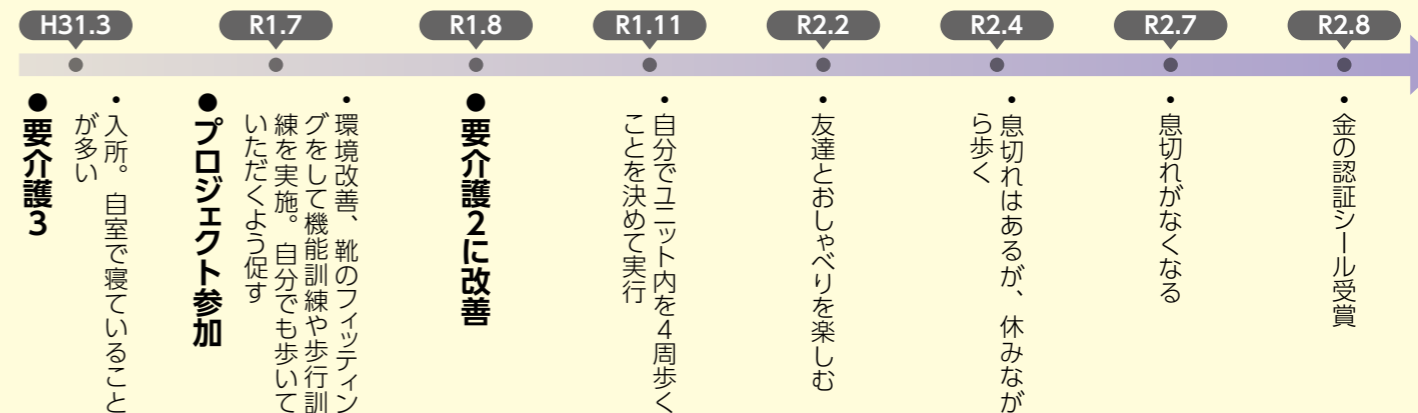 H31.3
R1.7
R1.8
R1.11
R2.2
R2.4
R2.7
R2.8
・入所。自室で寝ていること
が多い
●要介護3
・環境改善、靴のフィッティン
グをして機能訓練や歩行訓
練を実施。自分でも歩いて
いただくよう促す
●プロジェクト参加
●要介護2に改善
・自分でユニット内を4周歩く
ことを決めて実行
・友達とおしゃべりを楽しむ
・息切れはあるが、休みなが
ら歩く
・息切れがなくなる
・金の認証シール受賞